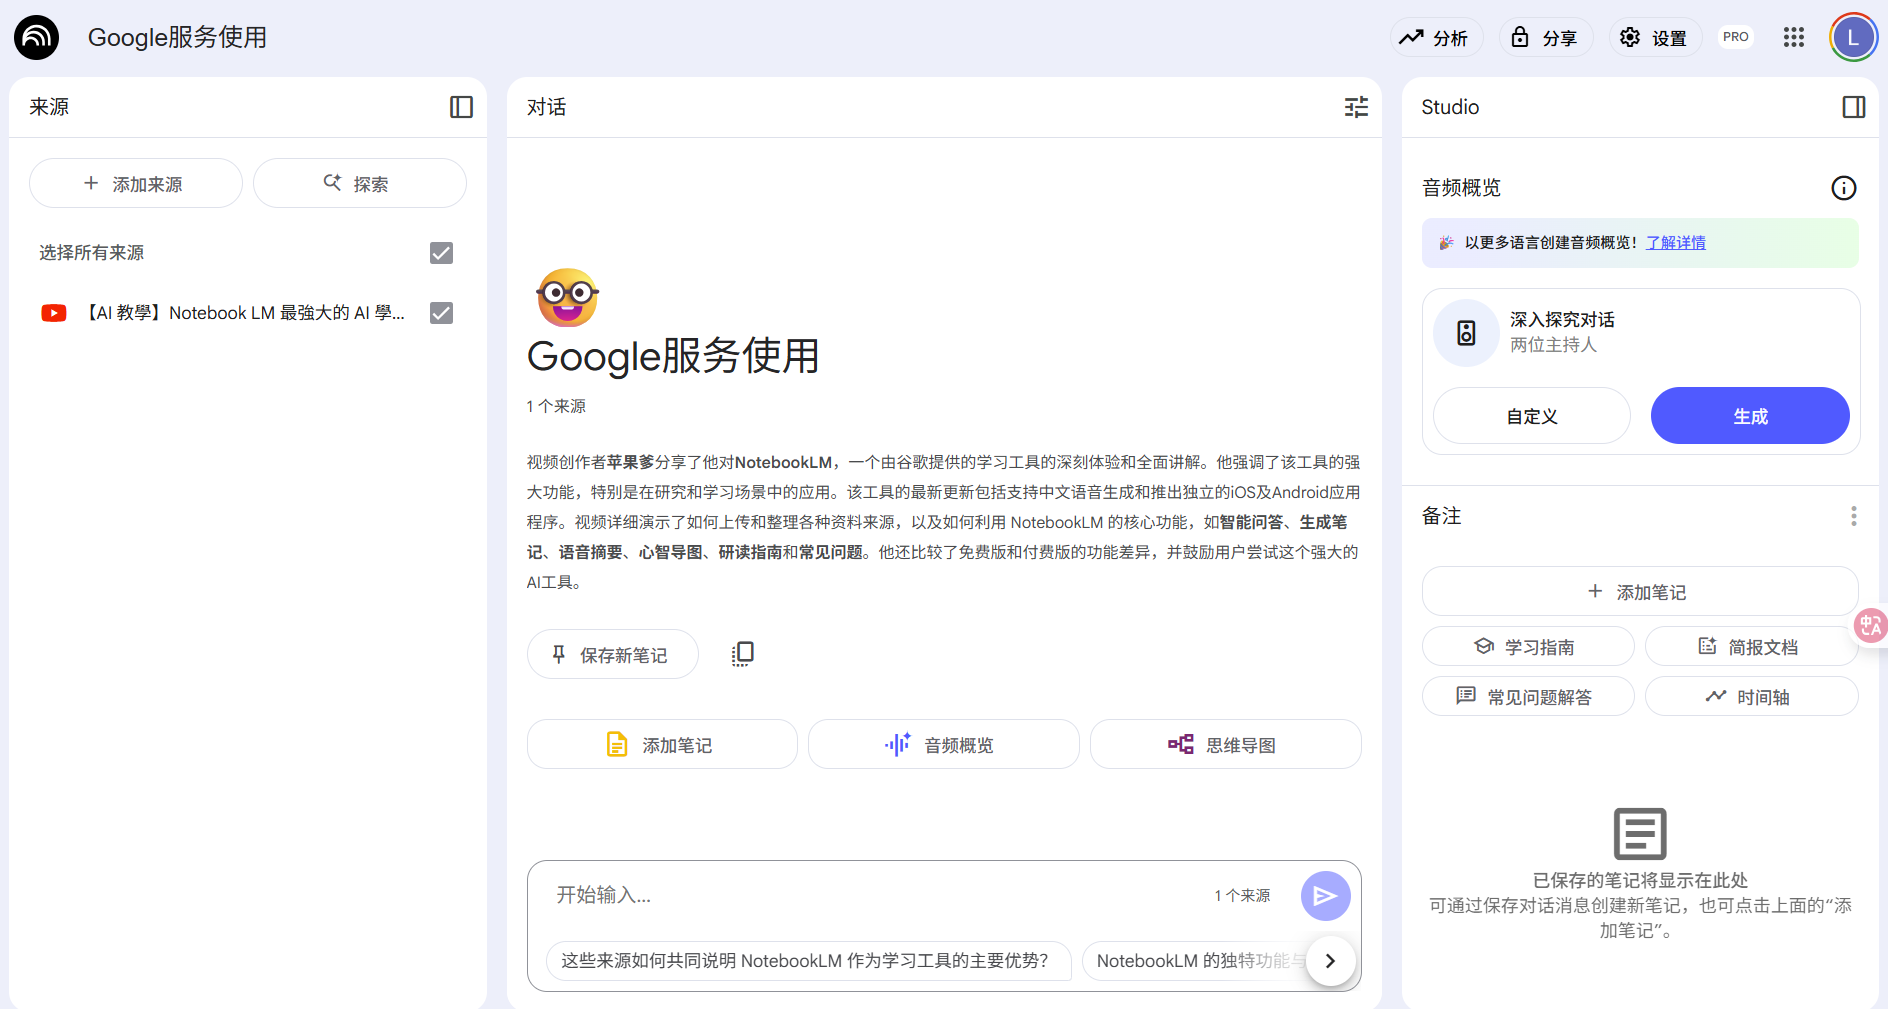 Google服务使用
分析
分享
设置
PRO
L
来源
添加来源
探索
选择所有来源
【AI 教學】Notebook LM 最強大的 AI 學...
对话
Google服务使用
1 个来源
视频创作者苹果爹分享了他对NotebookLM，一个由谷歌提供的学习工具的深刻体验和全面讲解。他强调了该工具的强
大功能，特别是在研究和学习场景中的应用。该工具的最新更新包括支持中文语音生成和推出独立的iOS及Android应用
程序。视频详细演示了如何上传和整理各种资料来源，以及如何利用 NotebookLM 的核心功能，如智能问答、生成笔
记、语音摘要、心智导图、研读指南和常见问题。他还比较了免费版和付费版的功能差异，并鼓励用户尝试这个强大的
AI工具。
保存新笔记
添加笔记
音频概览
思维导图
开始输入...
1 个来源
这些来源如何共同说明 NotebookLM 作为学习工具的主要优势？
NotebookLM 的独特功能与
Studio
音频概览
以更多语言创建音频概览！了解详情
深入探究对话
两位主持人
自定义
生成
备注
添加笔记
学习指南
简报文档
常见问题解答
时间轴
中A
已保存的笔记将显示在此处
可通过保存对话消息创建新笔记，也可点击上面的“添
加笔记”。